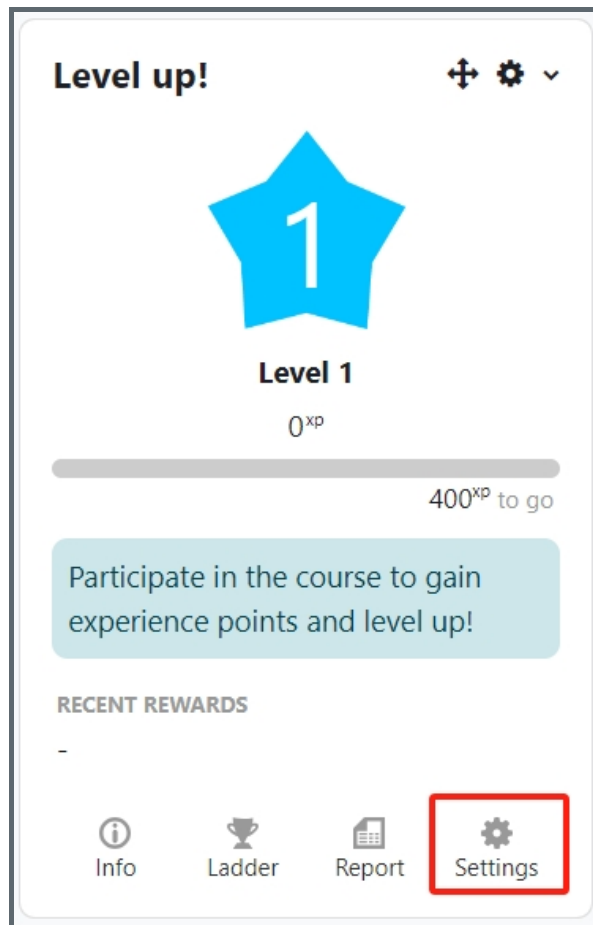 Level up!
1
Level 1
0xp
400xp to go
Participate in the course to gain
experience points and level up!
RECENT REWARDS
-
Info Ladder Report Settings